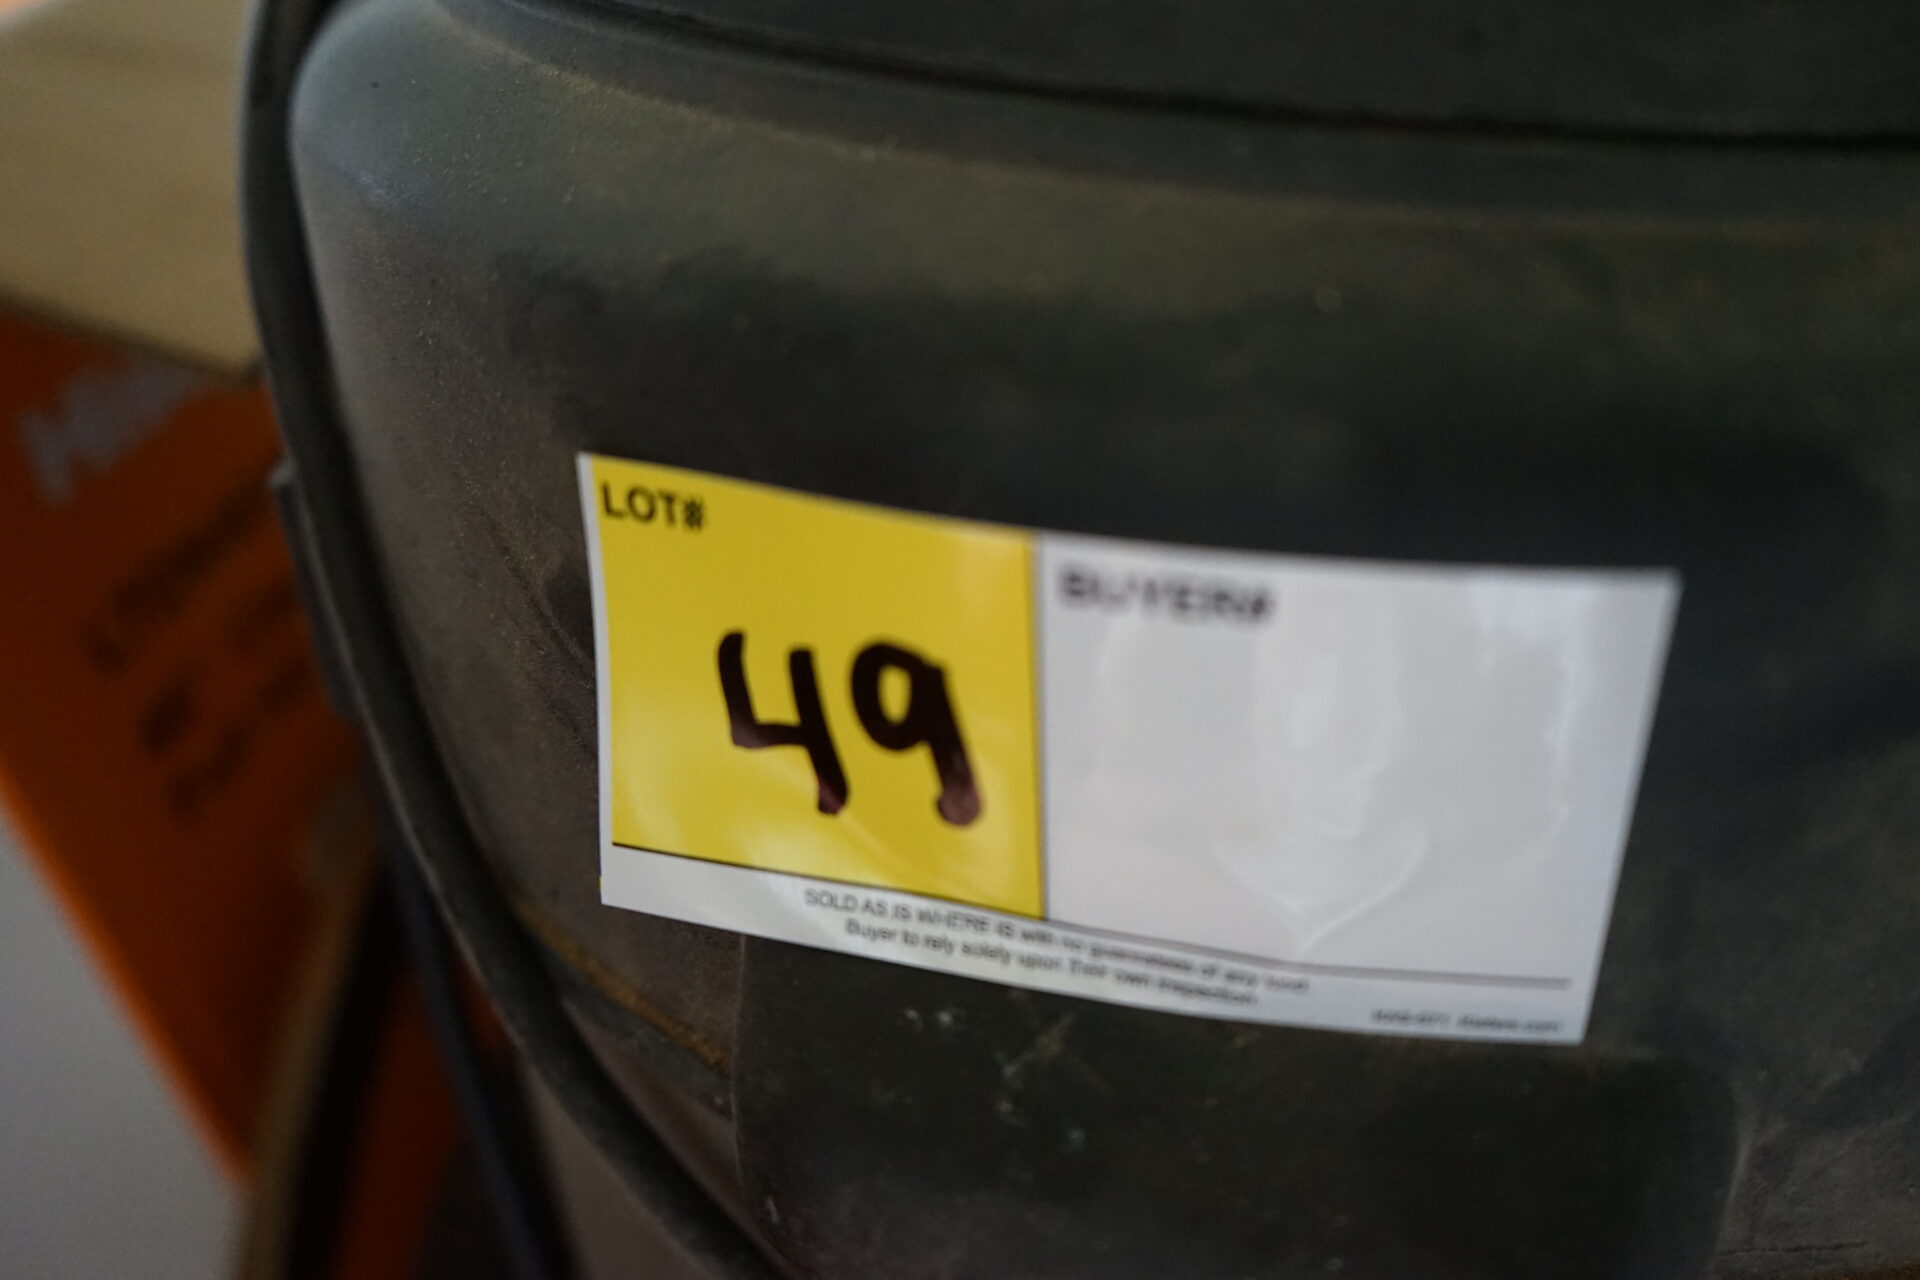 LOT#
BUYER#
49
SOLD AS IS WHERE IS with no guarantees of any kind
Buyer to rely solely upon their own inspection.